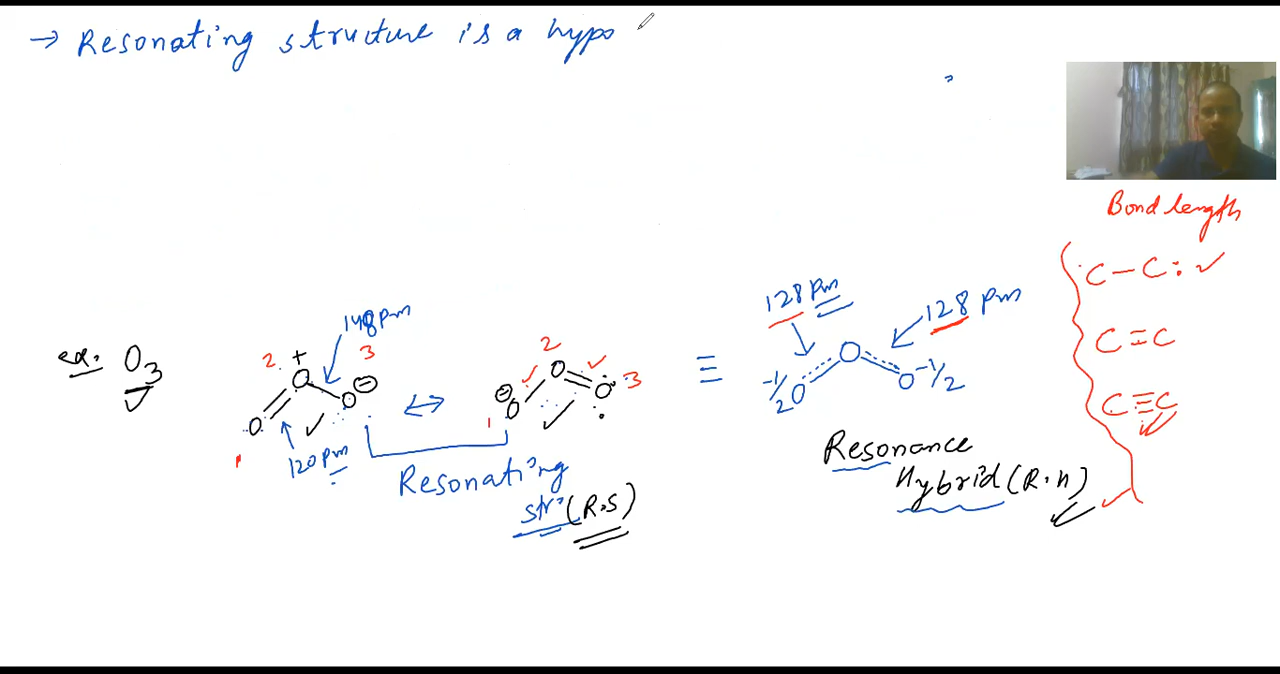 → Resonating structure is a hypo
Bond length
C – C : ✓
C = C
C ≡ C
ex. O3
1 2 3
O = O+ – O⊖
148 pm
120 pm
↔
1 2 3
⊖O – O = O
Resonating
str. (R.S)
≡
128 pm
128 pm
-1/2 O O O -1/2
Resonance
Hybrid (R.H)